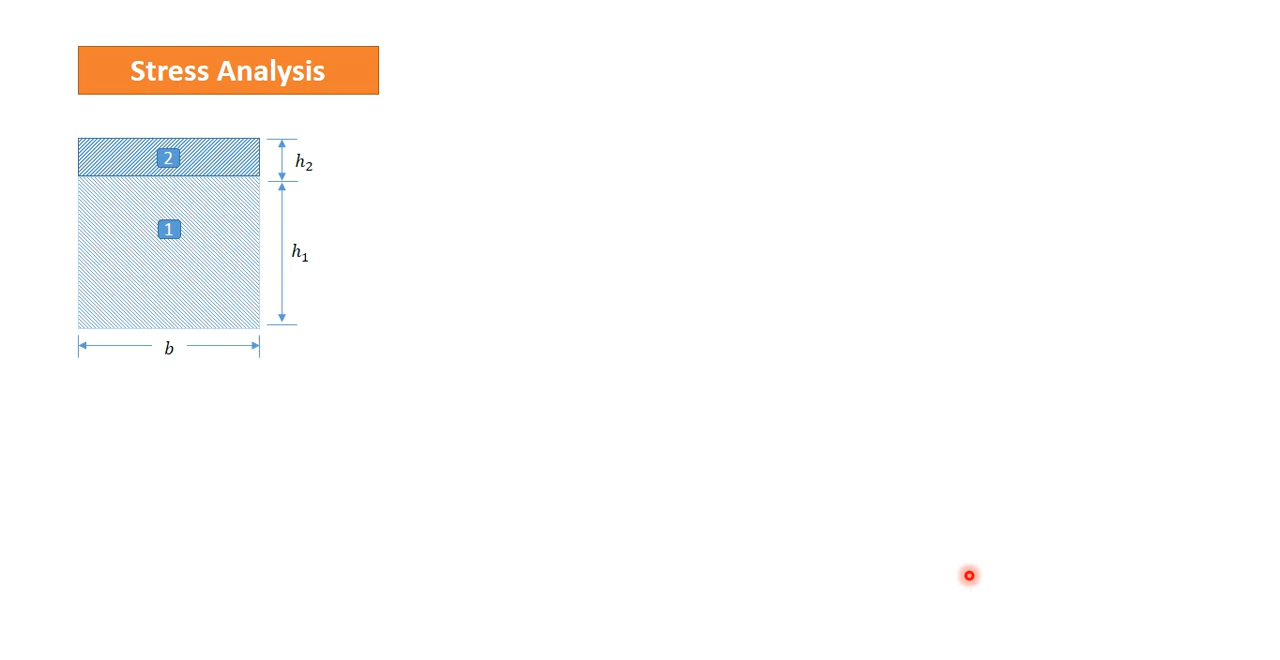 Stress Analysis
2
h₂
1
h₁
b